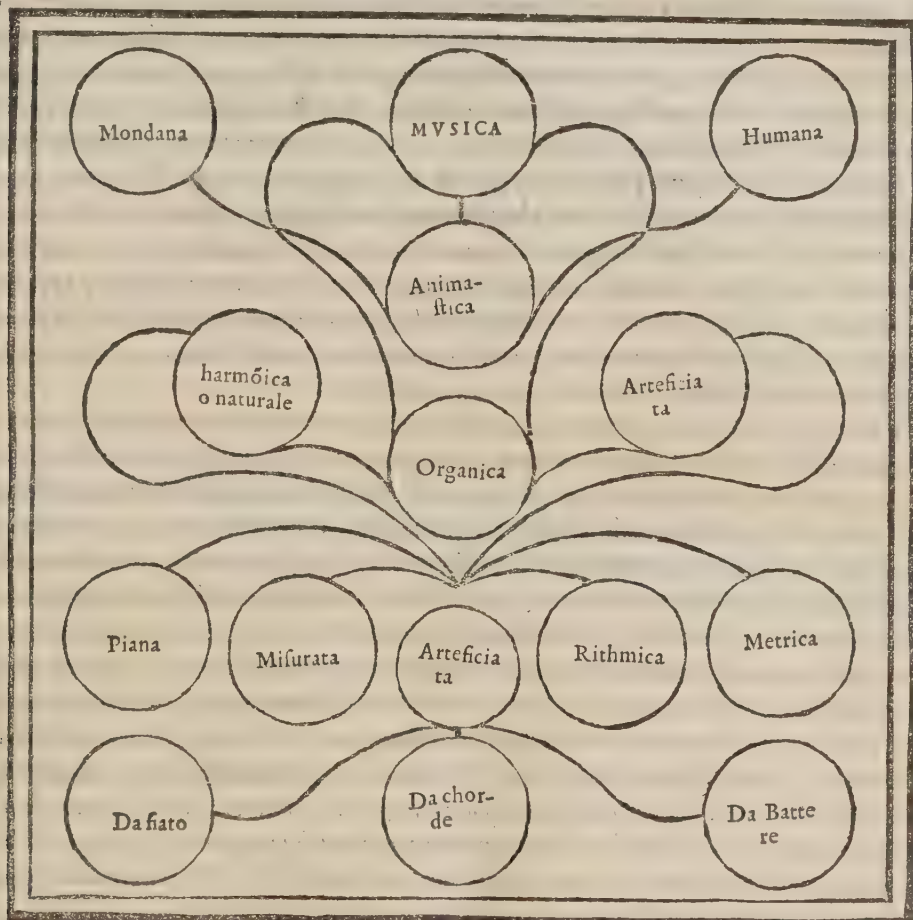 Mondana
MVSICA
Humana
Anima-
ſtica
harmõica
o naturale
Arteficia
ta
Organica
Piana
Miſurata
Arteficia
ta
Rithmica
Metrica
Da fiato
Da chor-
de
Da Batte
re